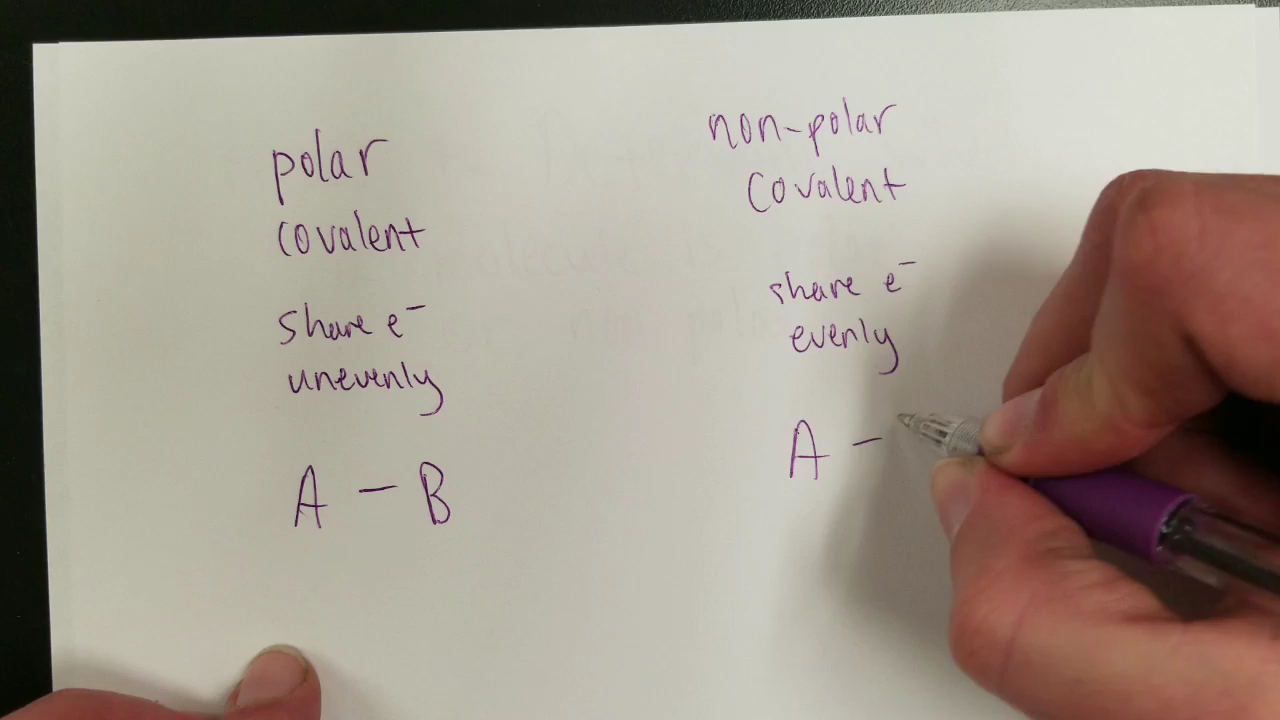 polar
covalent
share e⁻
unevenly
A – B
non-polar
covalent
share e⁻
evenly
A –